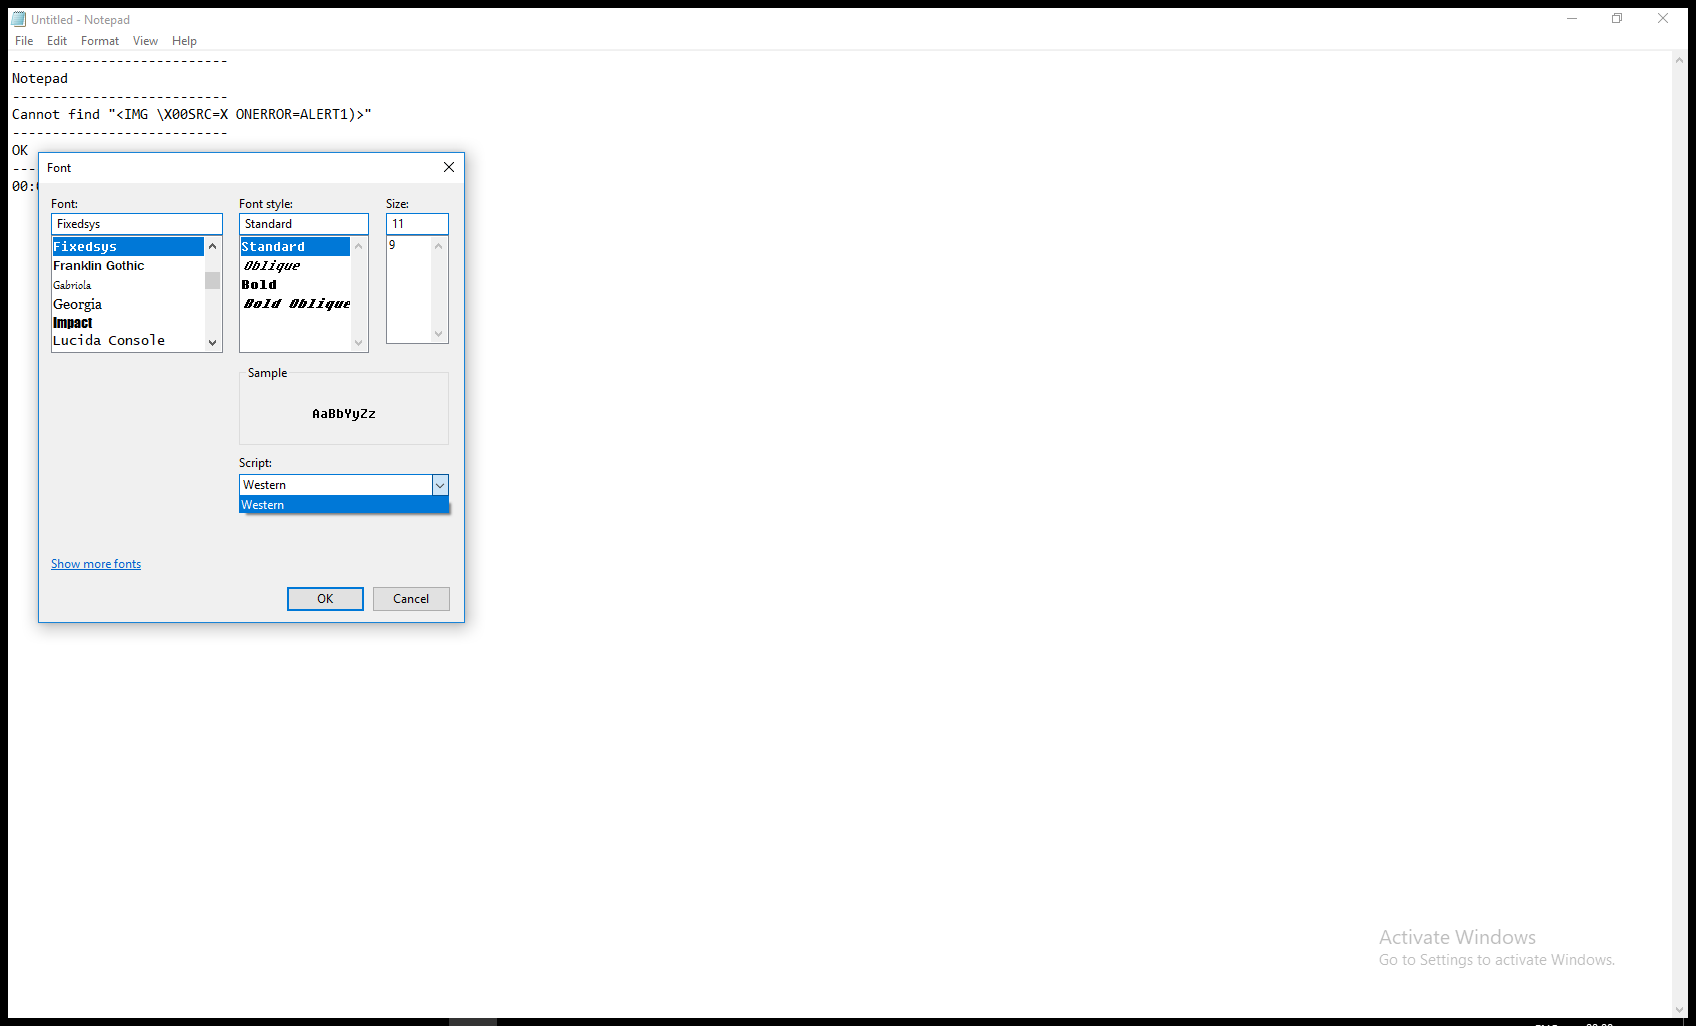 Untitled - Notepad
File Edit Format View Help
---------------------------
Notepad
---------------------------
Cannot find "<IMG \X00SRC=X ONERROR=ALERT1)>"
---------------------------
OK
---
00:
Font
Font:
Font style:
Size:
Fixedsys
Standard
11
Fixedsys
Franklin Gothic
Gabriola
Georgia
Impact
Lucida Console
Standard
Oblique
Bold
Bold Oblique
9
Sample
AaBbYyZz
Script:
Western
Western
Show more fonts
OK
Cancel
Activate Windows
Go to Settings to activate Windows.